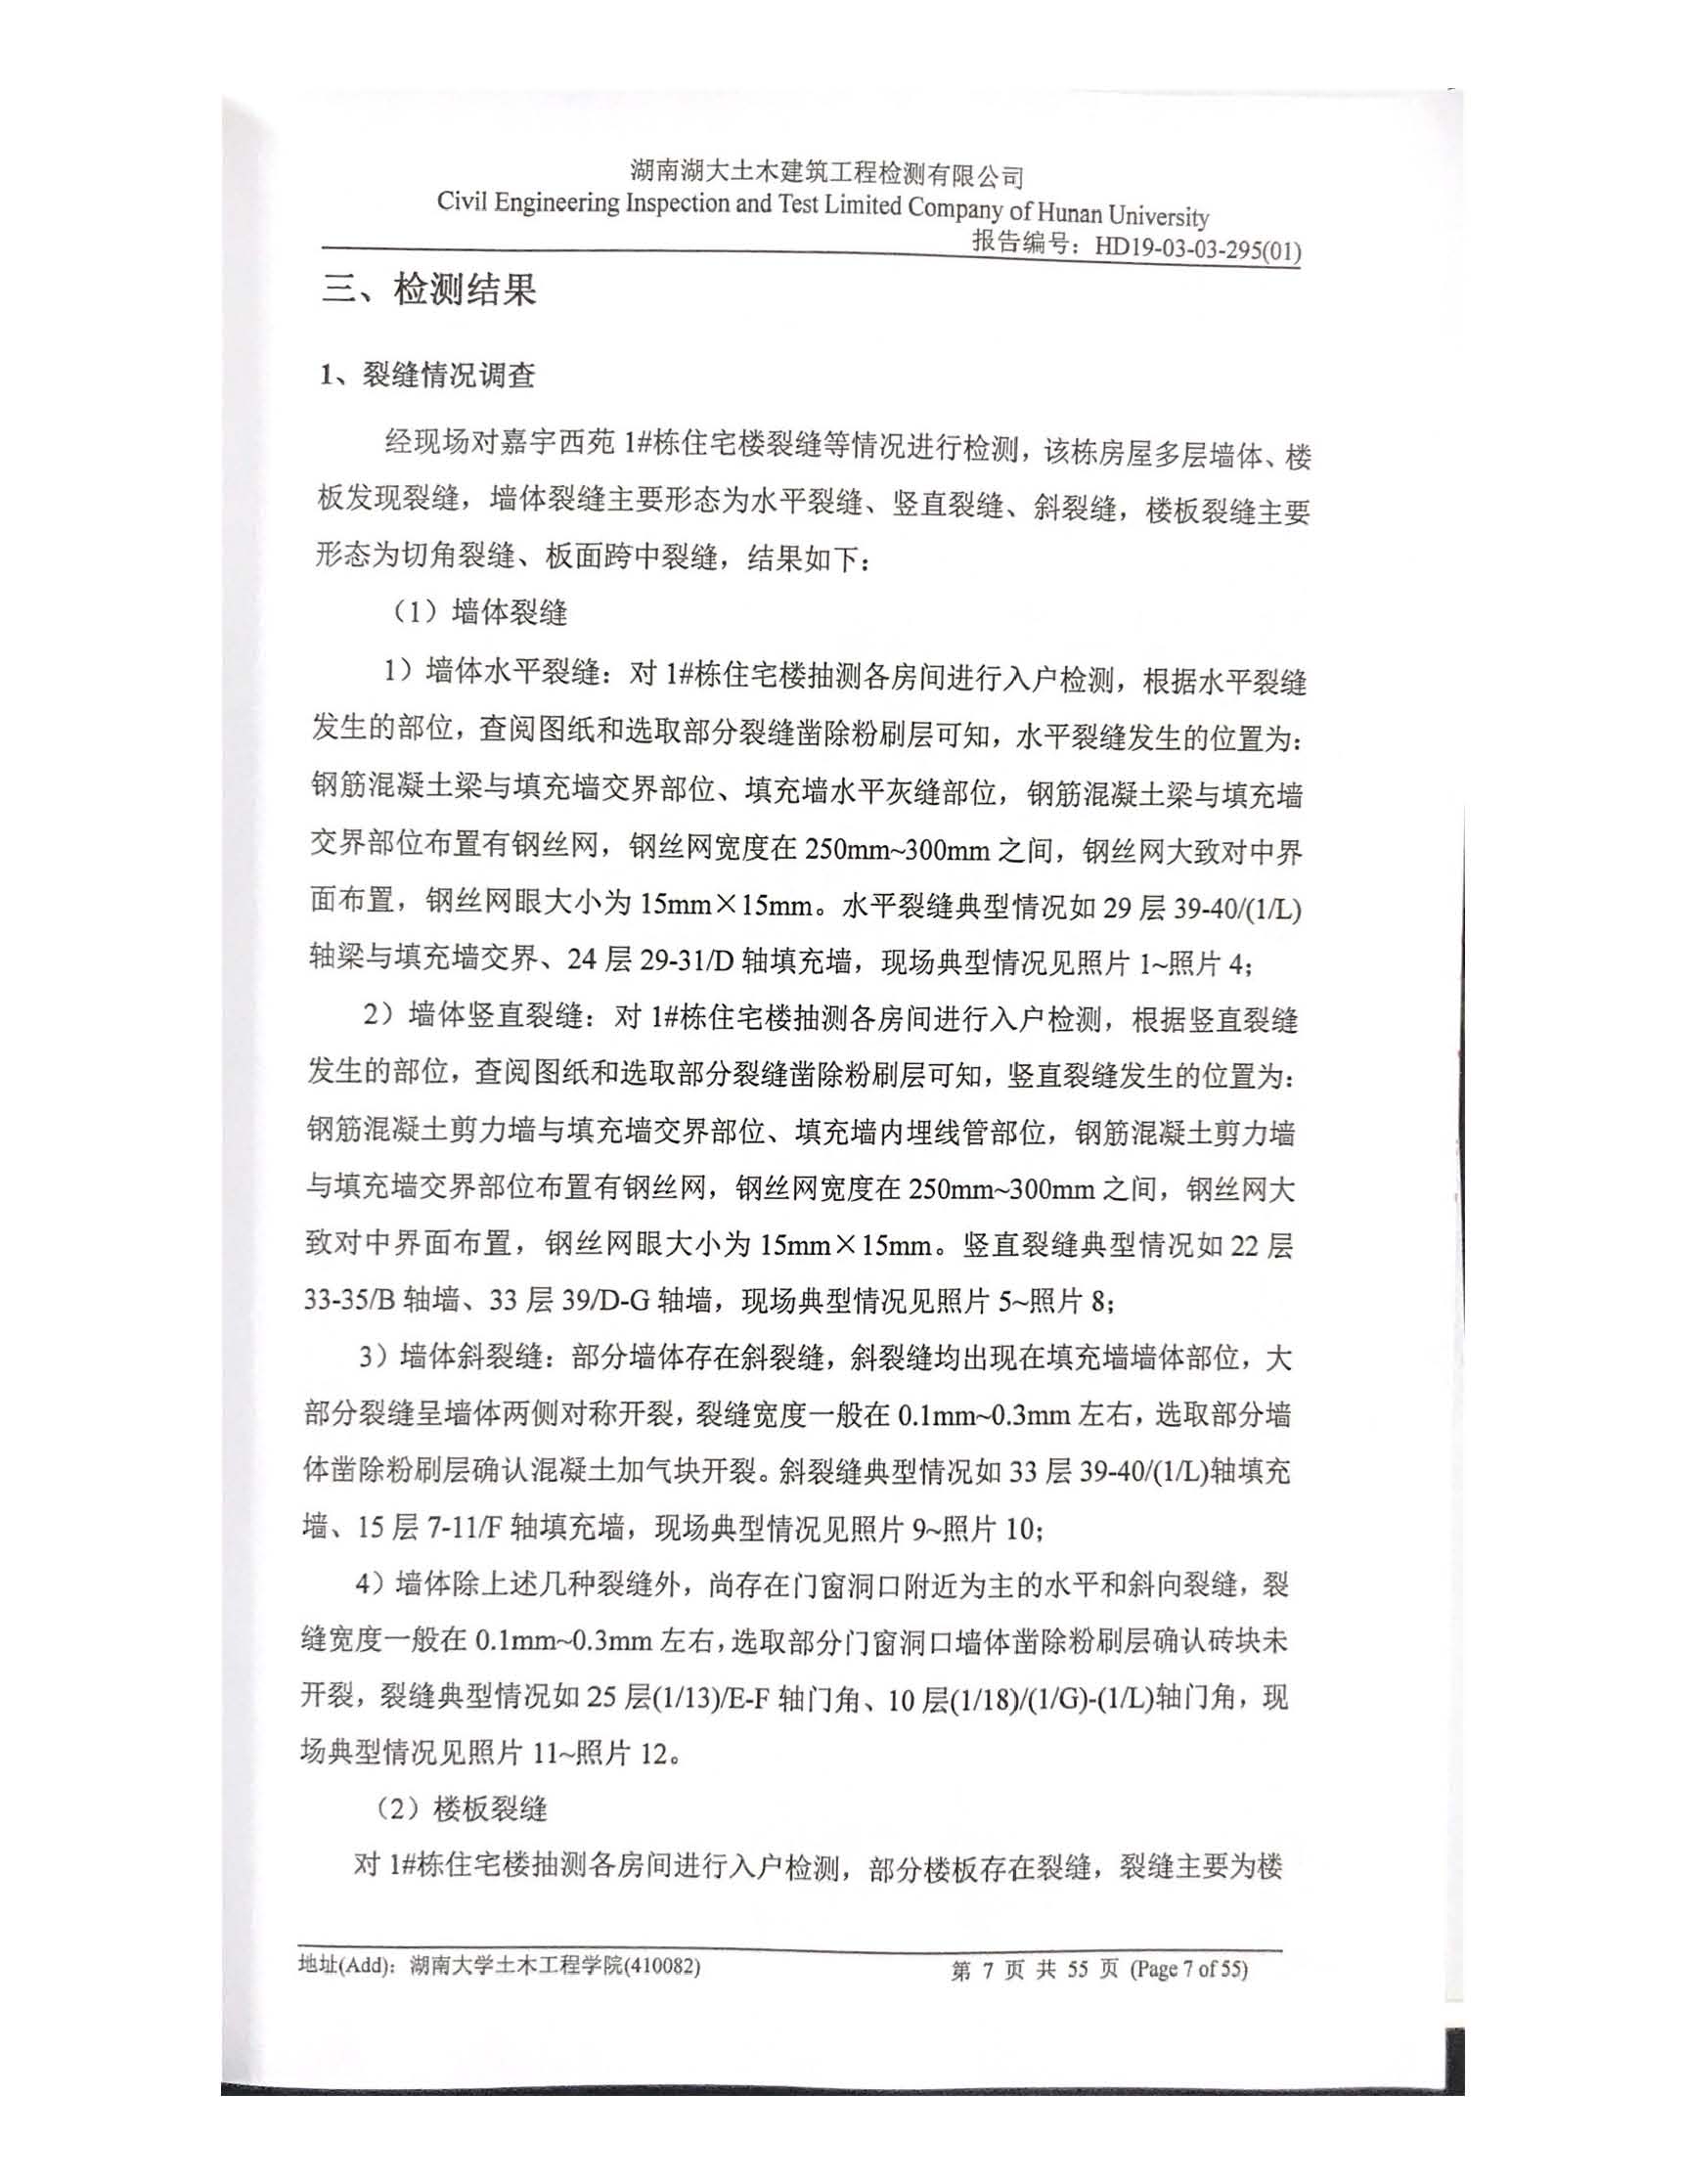 湖南湖大土木建筑工程检测有限公司
Civil Engineering Inspection and Test Limited Company of Hunan University
报告编号：HD19-03-03-295(01)
三、检测结果
1、裂缝情况调查
经现场对嘉宇西苑 1#栋住宅楼裂缝等情况进行检测，该栋房屋多层墙体、楼
板发现裂缝，墙体裂缝主要形态为水平裂缝、竖直裂缝、斜裂缝，楼板裂缝主要
形态为切角裂缝、板面跨中裂缝，结果如下：
（1）墙体裂缝
1）墙体水平裂缝：对 1#栋住宅楼抽测各房间进行入户检测，根据水平裂缝
发生的部位，查阅图纸和选取部分裂缝凿除粉刷层可知，水平裂缝发生的位置为：
钢筋混凝土梁与填充墙交界部位、填充墙水平灰缝部位，钢筋混凝土梁与填充墙
交界部位布置有钢丝网，钢丝网宽度在 250mm~300mm 之间，钢丝网大致对中界
面布置，钢丝网眼大小为 15mm×15mm。水平裂缝典型情况如 29 层 39-40/(1/L)
轴梁与填充墙交界、24 层 29-31/D 轴填充墙，现场典型情况见照片 1~照片 4；
2）墙体竖直裂缝：对 1#栋住宅楼抽测各房间进行入户检测，根据竖直裂缝
发生的部位，查阅图纸和选取部分裂缝凿除粉刷层可知，竖直裂缝发生的位置为：
钢筋混凝土剪力墙与填充墙交界部位、填充墙内埋线管部位，钢筋混凝土剪力墙
与填充墙交界部位布置有钢丝网，钢丝网宽度在 250mm~300mm 之间，钢丝网大
致对中界面布置，钢丝网眼大小为 15mm×15mm。竖直裂缝典型情况如 22 层
33-35/B 轴墙、33 层 39/D-G 轴墙，现场典型情况见照片 5~照片 8；
3）墙体斜裂缝：部分墙体存在斜裂缝，斜裂缝均出现在填充墙墙体部位，大
部分裂缝呈墙体两侧对称开裂，裂缝宽度一般在 0.1mm~0.3mm 左右，选取部分墙
体凿除粉刷层确认混凝土加气块开裂。斜裂缝典型情况如 33 层 39-40/(1/L)轴填充
墙、15 层 7-11/F 轴填充墙，现场典型情况见照片 9~照片 10；
4）墙体除上述几种裂缝外，尚存在门窗洞口附近为主的水平和斜向裂缝，裂
缝宽度一般在 0.1mm~0.3mm 左右，选取部分门窗洞口墙体凿除粉刷层确认砖块未
开裂，裂缝典型情况如 25 层(1/13)/E-F 轴门角、10 层(1/18)/(1/G)-(1/L)轴门角，现
场典型情况见照片 11~照片 12。
（2）楼板裂缝
对 1#栋住宅楼抽测各房间进行入户检测，部分楼板存在裂缝，裂缝主要为楼
地址(Add)：湖南大学土木工程学院(410082)
第 7 页 共 55 页 (Page 7 of 55)